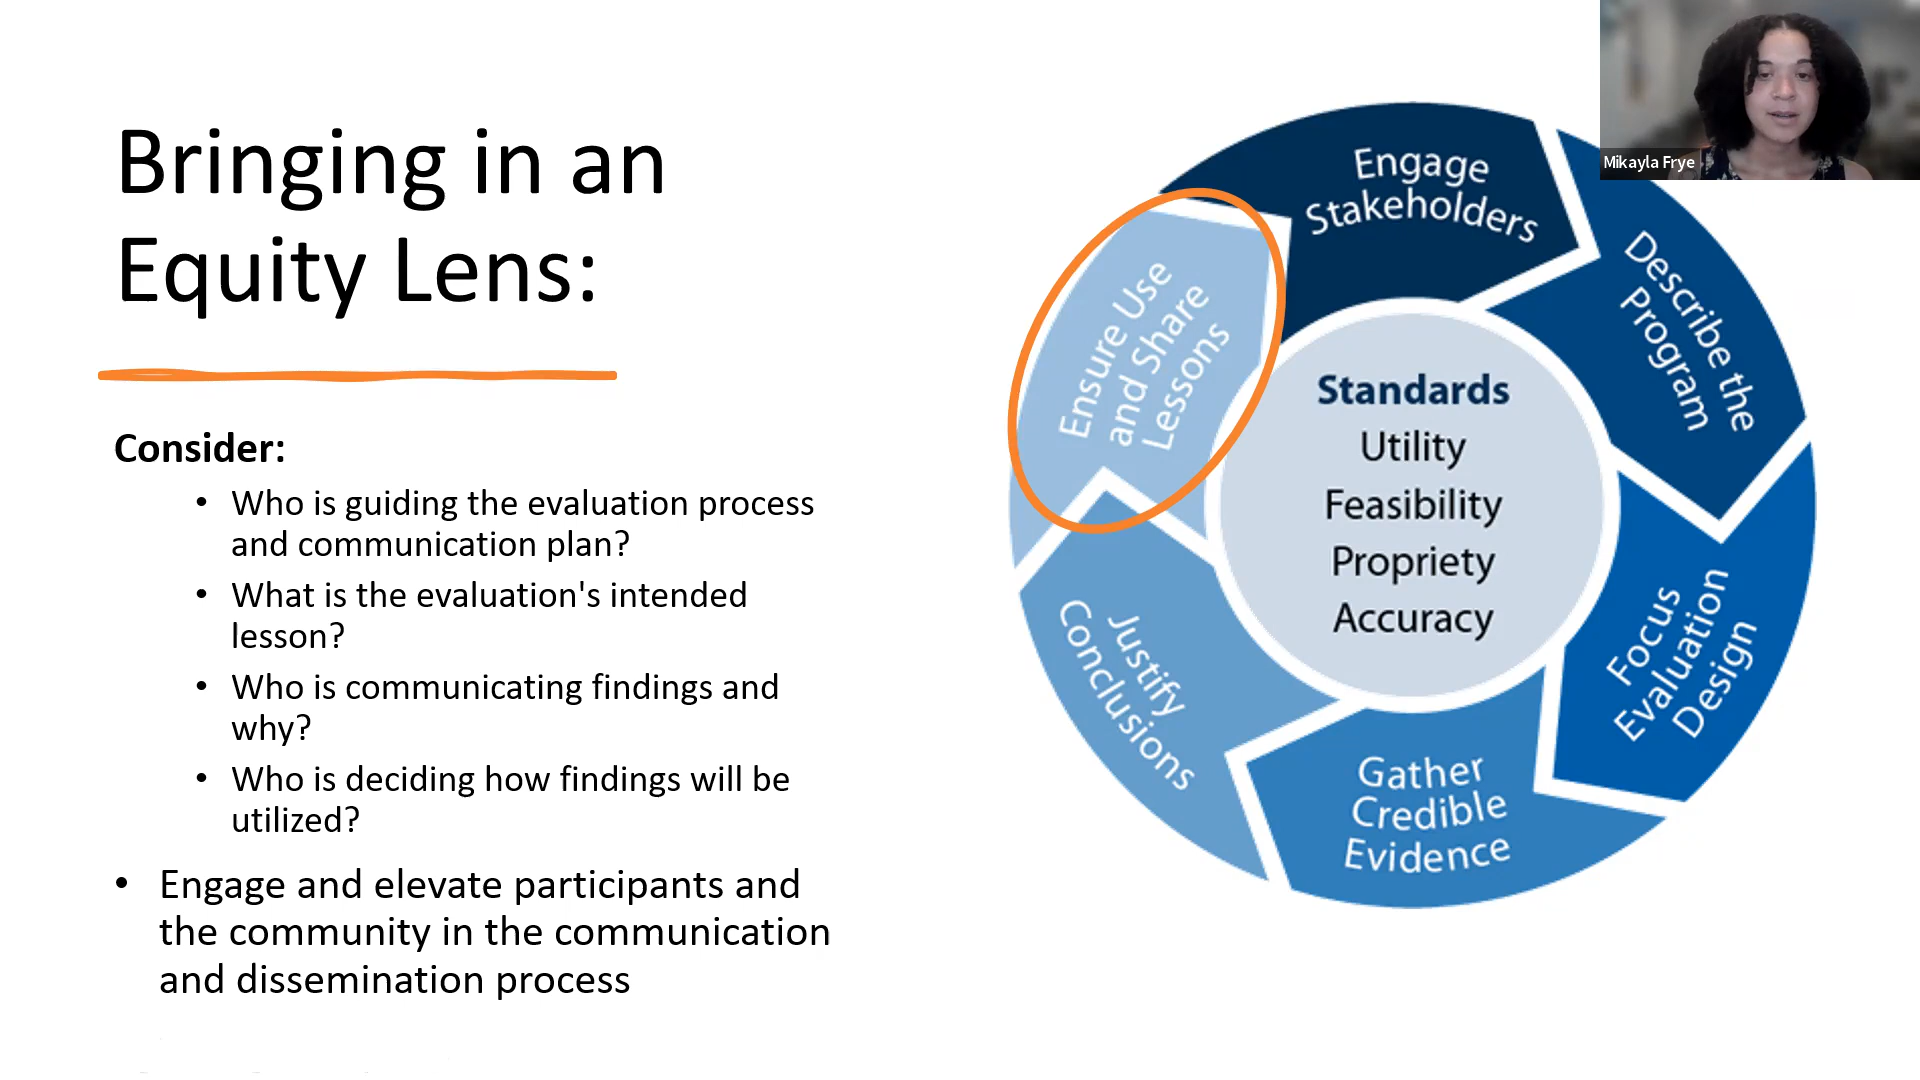 Bringing in an
Equity Lens:
Consider:
• Who is guiding the evaluation process
and communication plan?
• What is the evaluation's intended
lesson?
• Who is communicating findings and
why?
• Who is deciding how findings will be
utilized?
• Engage and elevate participants and
the community in the communication
and dissemination process
Engage
Stakeholders
Describe the
Program
Focus
Evaluation
Design
Gather
Credible
Evidence
Justify
Conclusions
Ensure Use
and Share
Lessons
Standards
Utility
Feasibility
Propriety
Accuracy
Mikayla Frye